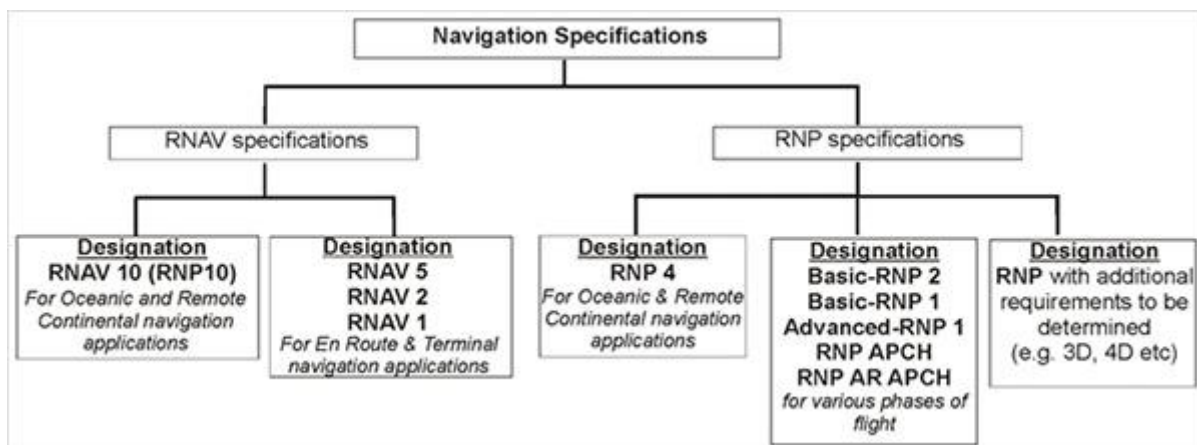 Navigation Specifications
RNAV specifications
RNP specifications
Designation
RNAV 10 (RNP10)
For Oceanic and Remote
Continental navigation
applications
Designation
RNAV 5
RNAV 2
RNAV 1
For En Route & Terminal
navigation applications
Designation
RNP 4
For Oceanic & Remote
Continental navigation
applications
Designation
Basic-RNP 2
Basic-RNP 1
Advanced-RNP 1
RNP APCH
RNP AR APCH
for various phases of
flight
Designation
RNP with additional
requirements to be
determined
(e.g. 3D, 4D etc)